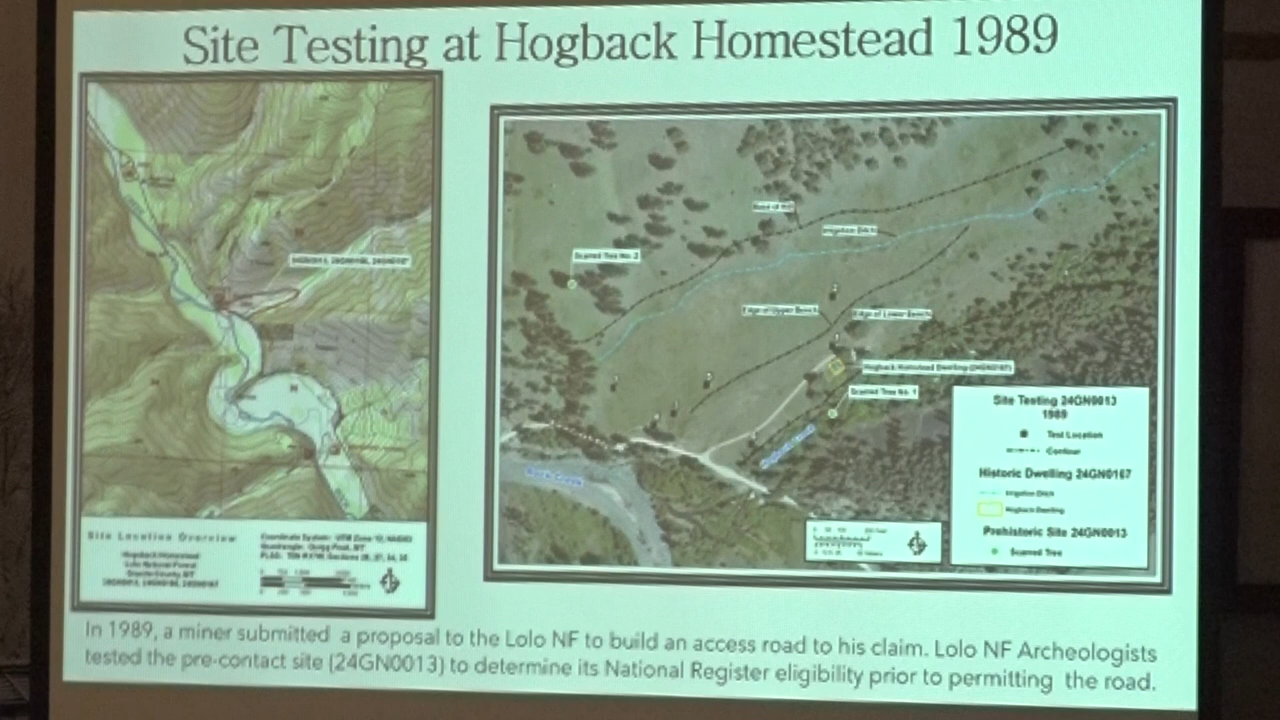 Site Testing at Hogback Homestead 1989
Scarred Tree No. 2
Irrigation Ditch
Edge of Upper Bench
Edge of Lower Bench
Hogback Homestead Dwelling (24GN0167)
Scarred Tree No. 1
Rock Creek
Site Testing 24GN0013
1989
Test Location
Contour
Historic Dwelling 24GN0167
Irrigation Ditch
Hogback Dwelling
Prehistoric Site 24GN0013
Scarred Tree
Site Location Overview
Hogback Homestead
Lolo National Forest
Granite County, MT
In 1989, a miner submitted a proposal to the Lolo NF to build an access road to his claim. Lolo NF Archeologists
tested the pre-contact site (24GN0013) to determine its National Register eligibility prior to permitting the road.